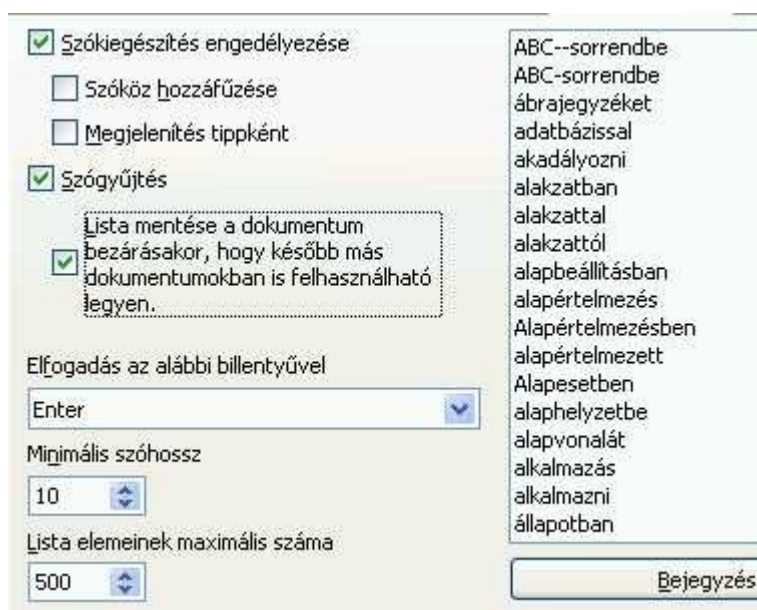 Szókiegészítés engedélyezése
Szóköz hozzáfűzése
Megjelenítés tippként
Szógyűjtés
Lista mentése a dokumentum
bezárásakor, hogy később más
dokumentumokban is felhasználható
legyen.
Elfogadás az alábbi billentyűvel
Enter
Minimális szóhossz
10
Lista elemeinek maximális száma
500
ABC--sorrendbe
ABC-sorrendbe
ábrajegyzéket
adatbázissal
akadályozni
alakzatban
alakzattal
alakzattól
alapbeállításban
alapértelmezés
Alapértelmezésben
alapértelmezett
Alapesetben
alaphelyzetbe
alapvonalát
alkalmazás
alkalmazni
állapotban
Bejegyzés